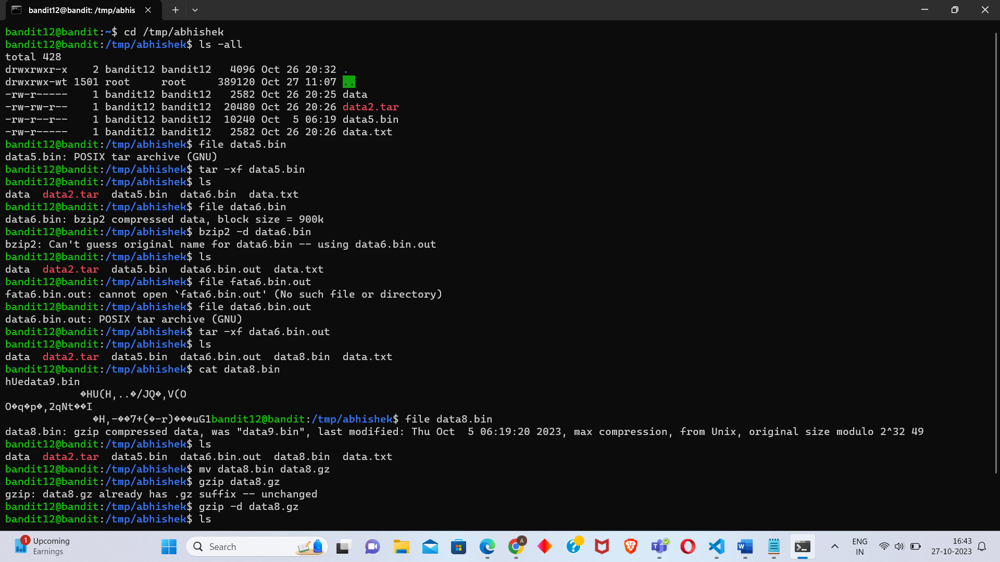 bandit12@bandit: /tmp/abhis
bandit12@bandit:~$ cd /tmp/abhishek
bandit12@bandit:/tmp/abhishek$ ls -all
total 428
drwxrwxr-x    2 bandit12 bandit12   4096 Oct 26 20:32 .
drwxrwx-wt 1501 root     root     389120 Oct 27 11:07 ..
-rw-r-----    1 bandit12 bandit12   2582 Oct 26 20:25 data
-rw-rw-r--    1 bandit12 bandit12  20480 Oct 26 20:26 data2.tar
-rw-r--r--    1 bandit12 bandit12  10240 Oct  5 06:19 data5.bin
-rw-r-----    1 bandit12 bandit12   2582 Oct 26 20:26 data.txt
bandit12@bandit:/tmp/abhishek$ file data5.bin
data5.bin: POSIX tar archive (GNU)
bandit12@bandit:/tmp/abhishek$ tar -xf data5.bin
bandit12@bandit:/tmp/abhishek$ ls
data  data2.tar  data5.bin  data6.bin  data.txt
bandit12@bandit:/tmp/abhishek$ file data6.bin
data6.bin: bzip2 compressed data, block size = 900k
bandit12@bandit:/tmp/abhishek$ bzip2 -d data6.bin
bzip2: Can't guess original name for data6.bin -- using data6.bin.out
bandit12@bandit:/tmp/abhishek$ ls
data  data2.tar  data5.bin  data6.bin.out  data.txt
bandit12@bandit:/tmp/abhishek$ file fata6.bin.out
fata6.bin.out: cannot open `fata6.bin.out' (No such file or directory)
bandit12@bandit:/tmp/abhishek$ file data6.bin.out
data6.bin.out: POSIX tar archive (GNU)
bandit12@bandit:/tmp/abhishek$ tar -xf data6.bin.out
bandit12@bandit:/tmp/abhishek$ ls
data  data2.tar  data5.bin  data6.bin.out  data8.bin  data.txt
bandit12@bandit:/tmp/abhishek$ cat data8.bin
hUedata9.bin
�HU(H,..�/JQ�,V(O
O�q�p�,2qNt��I
�H,-��7+(�-r)���uG1bandit12@bandit:/tmp/abhishek$ file data8.bin
data8.bin: gzip compressed data, was "data9.bin", last modified: Thu Oct  5 06:19:20 2023, max compression, from Unix, original size modulo 2^32 49
bandit12@bandit:/tmp/abhishek$ ls
data  data2.tar  data5.bin  data6.bin.out  data8.bin  data.txt
bandit12@bandit:/tmp/abhishek$ mv data8.bin data8.gz
bandit12@bandit:/tmp/abhishek$ gzip data8.gz
gzip: data8.gz already has .gz suffix -- unchanged
bandit12@bandit:/tmp/abhishek$ gzip -d data8.gz
bandit12@bandit:/tmp/abhishek$ ls
1 Upcoming
Earnings
Search
A
T
W
ENG
IN
16:43
27-10-2023